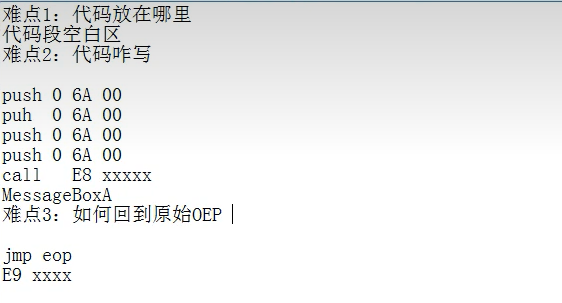 难点1：代码放在哪里
代码段空白区
难点2：代码咋写
push 0 6A 00
puh 0 6A 00
push 0 6A 00
push 0 6A 00
call E8 xxxxx
MessageBoxA
难点3：如何回到原始OEP
jmp eop
E9 xxxx